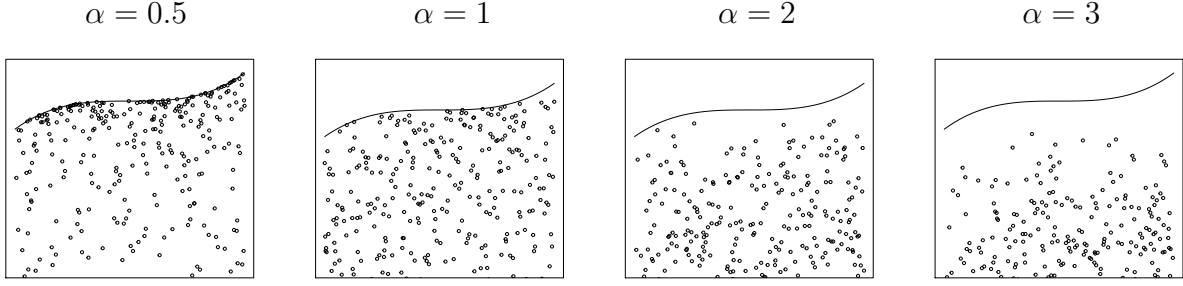 α = 0.5
α = 1
α = 2
α = 3